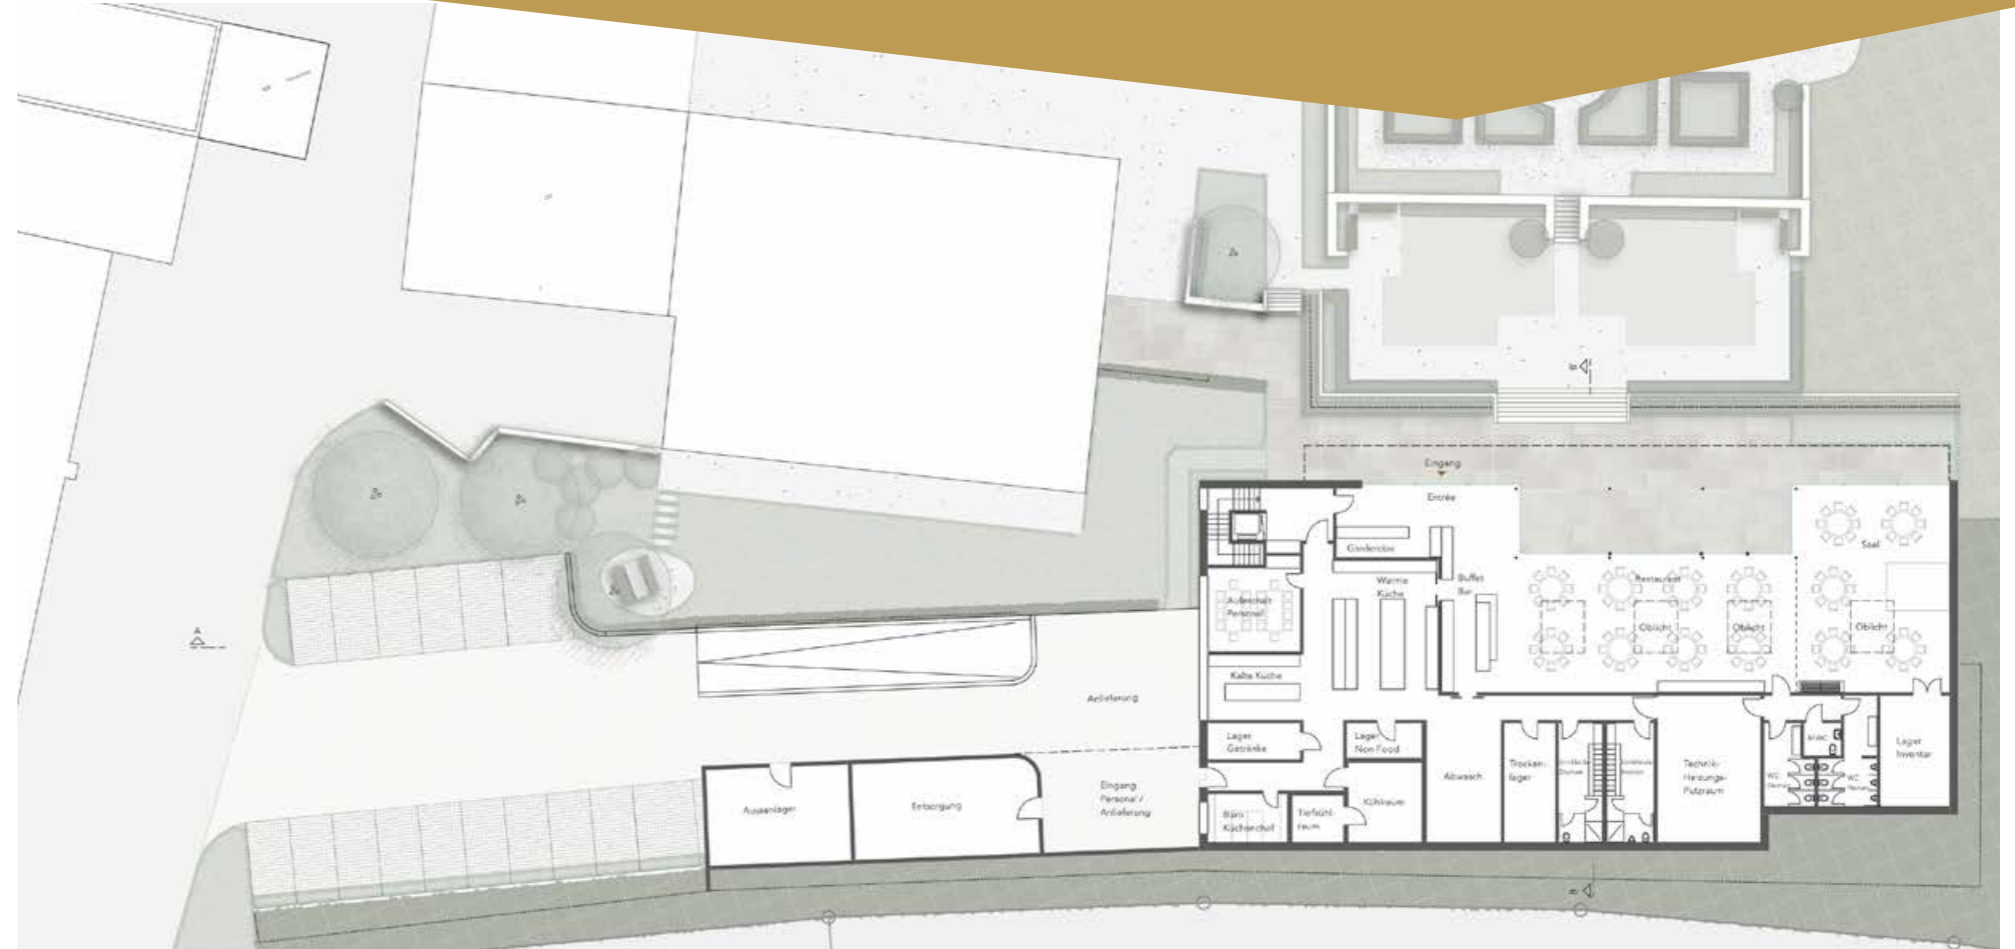 Eingang
Entrée
Garderobe
Saal
Warme
Küche
Buffet
Bar
Restaurant
Aufenthalt
Personal
Oblicht
Oblicht
Oblicht
A
Kalte Küche
Anlieferung
Lager
Getränke
Lager
Non Food
Lager
Inventar
Abwasch
Trocken-
lager
Technik-
Heizungs-
Putzraum
WC
WC
Aussenlager
Entsorgung
Eingang
Personal /
Anlieferung
Büro
Küchenchef
Tiefkühl-
raum
Kühlraum
B
B